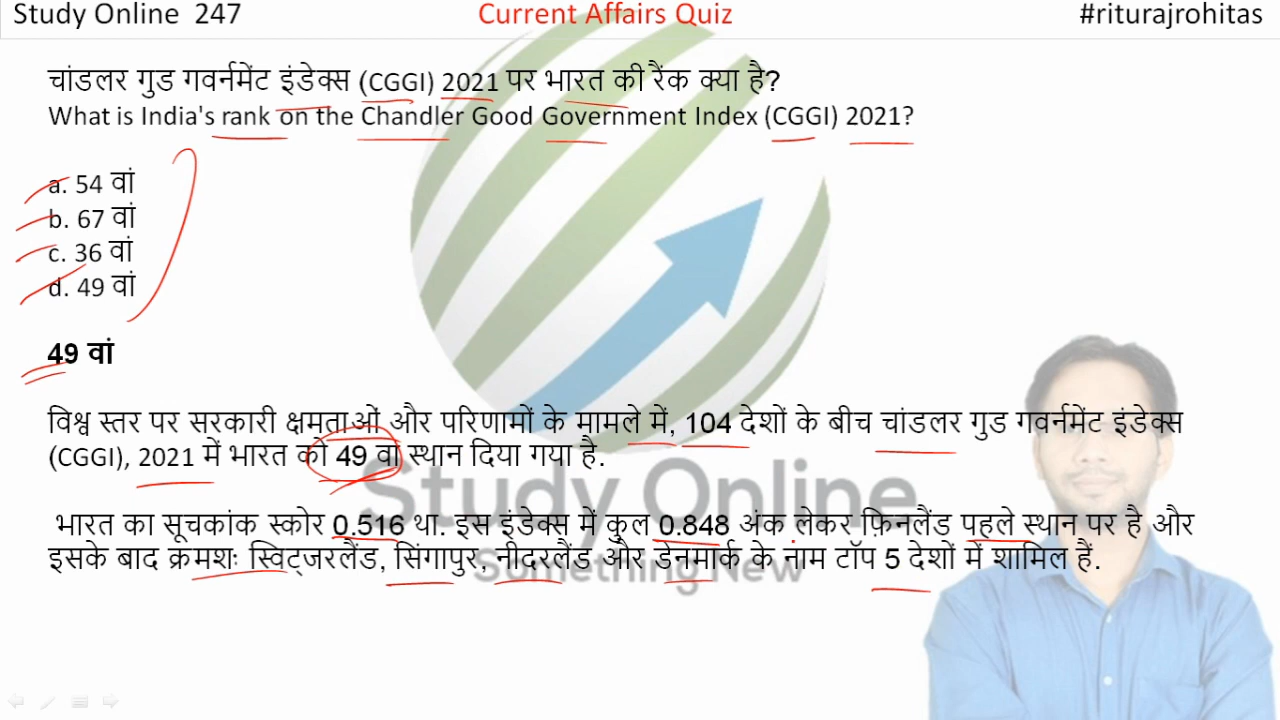 Study Online 247
Current Affairs Quiz
#riturajrohitas
चांडलर गुड गवर्नमेंट इंडेक्स (CGGI) 2021 पर भारत की रैंक क्या है?
What is India's rank on the Chandler Good Government Index (CGGI) 2021?
a. 54 वां
b. 67 वां
c. 36 वां
d. 49 वां
49 वां
विश्व स्तर पर सरकारी क्षमताओं और परिणामों के मामले में, 104 देशों के बीच चांडलर गुड गवर्नमेंट इंडेक्स
(CGGI), 2021 में भारत को 49 वां स्थान दिया गया है.
भारत का सूचकांक स्कोर 0.516 था. इस इंडेक्स में कुल 0.848 अंक लेकर फ़िनलैंड पहले स्थान पर है और
इसके बाद क्रमशः स्विट्जरलैंड, सिंगापुर, नीदरलैंड और डेनमार्क के नाम टॉप 5 देशों में शामिल हैं.
Study Online
Something New